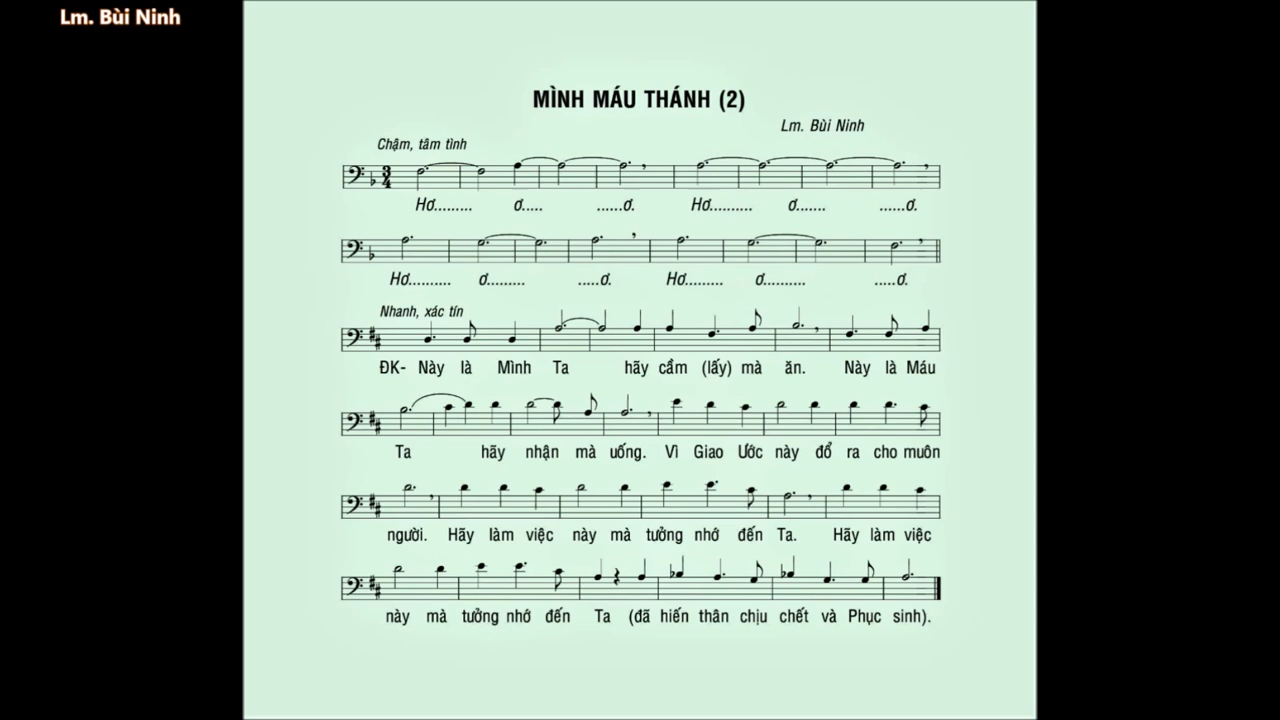 Lm. Bùi Ninh
MÌNH MÁU THÁNH (2)
Lm. Bùi Ninh
Chậm, tâm tình
3
4
Hơ......... ơ..... ......ơ. Hơ.......... ơ....... ......ơ.
Hơ.......... ơ......... .....ơ. Hơ......... ơ.......... .....ơ.
Nhanh, xác tín
ĐK- Này là Mình Ta hãy cầm (lấy) mà ăn. Này là Máu
Ta hãy nhận mà uống. Vì Giao Ước này đổ ra cho muôn
người. Hãy làm việc này mà tưởng nhớ đến Ta. Hãy làm việc
này mà tưởng nhớ đến Ta (đã hiến thân chịu chết và Phục sinh).